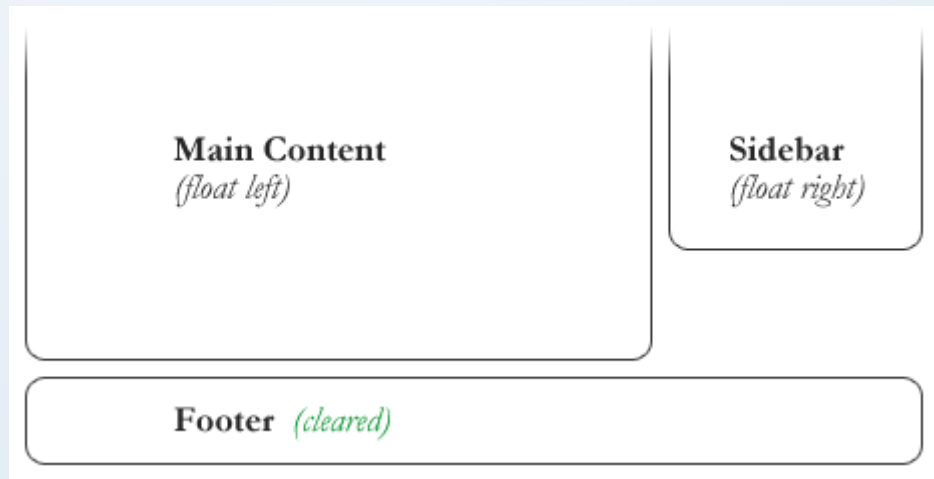 Main Content
(float left)
Sidebar
(float right)
Footer (cleared)